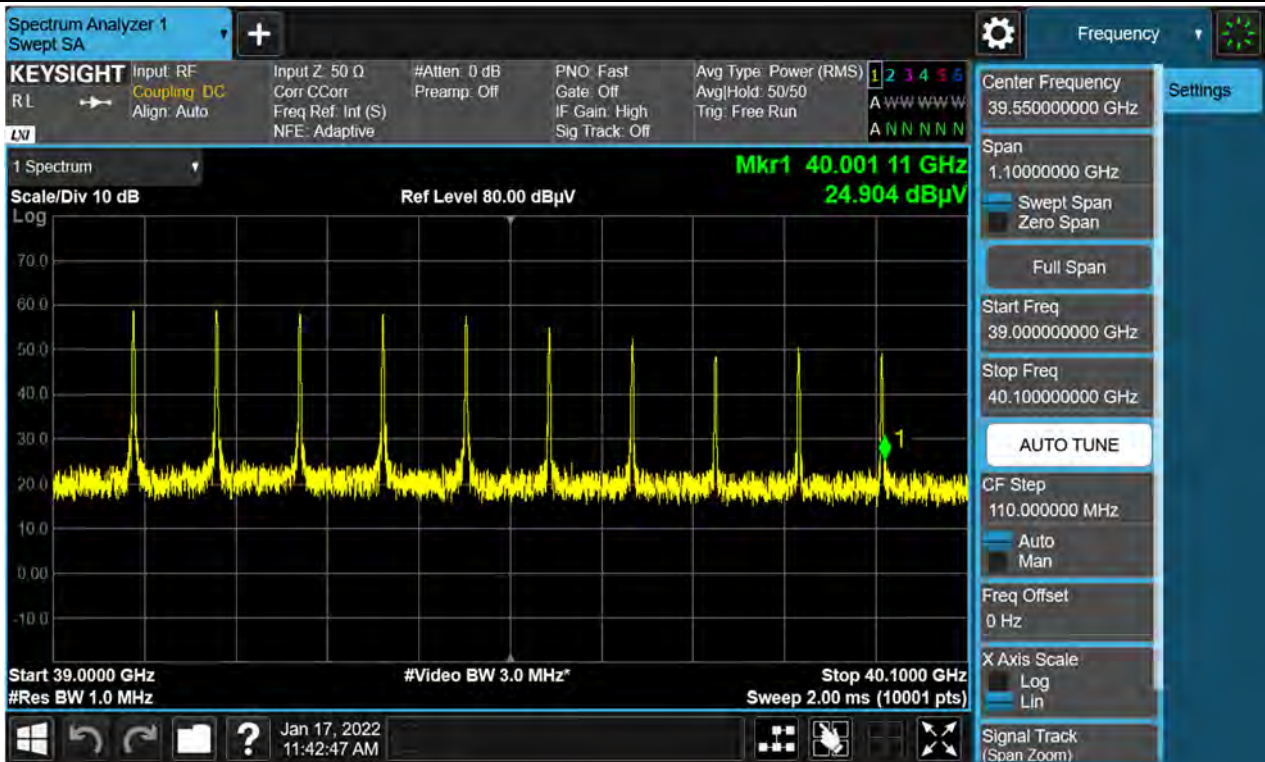 Spectrum Analyzer 1
Swept SA
+
Frequency
KEYSIGHT
RL
LXI
Input: RF
Coupling: DC
Align: Auto
Input Z: 50 Ω
Corr CCorr
Freq Ref: Int (S)
NFE: Adaptive
#Atten: 0 dB
Preamp: Off
PNO: Fast
Gate: Off
IF Gain: High
Sig Track: Off
Avg Type: Power (RMS)
Avg|Hold: 50/50
Trig: Free Run
1 2 3 4 5 6
A W W W W W
A N N N N N
1 Spectrum
Scale/Div 10 dB
Log
Ref Level 80.00 dBµV
Mkr1 40.001 11 GHz
24.904 dBµV
70.0
60.0
50.0
40.0
30.0
20.0
10.0
0.00
-10.0
1
Start 39.0000 GHz
#Res BW 1.0 MHz
#Video BW 3.0 MHz*
Stop 40.1000 GHz
Sweep 2.00 ms (10001 pts)
?
Jan 17, 2022
11:42:47 AM
Center Frequency
39.550000000 GHz
Span
1.10000000 GHz
Swept Span
Zero Span
Full Span
Start Freq
39.000000000 GHz
Stop Freq
40.100000000 GHz
AUTO TUNE
CF Step
110.000000 MHz
Auto
Man
Freq Offset
0 Hz
X Axis Scale
Log
Lin
Signal Track
(Span Zoom)
Settings